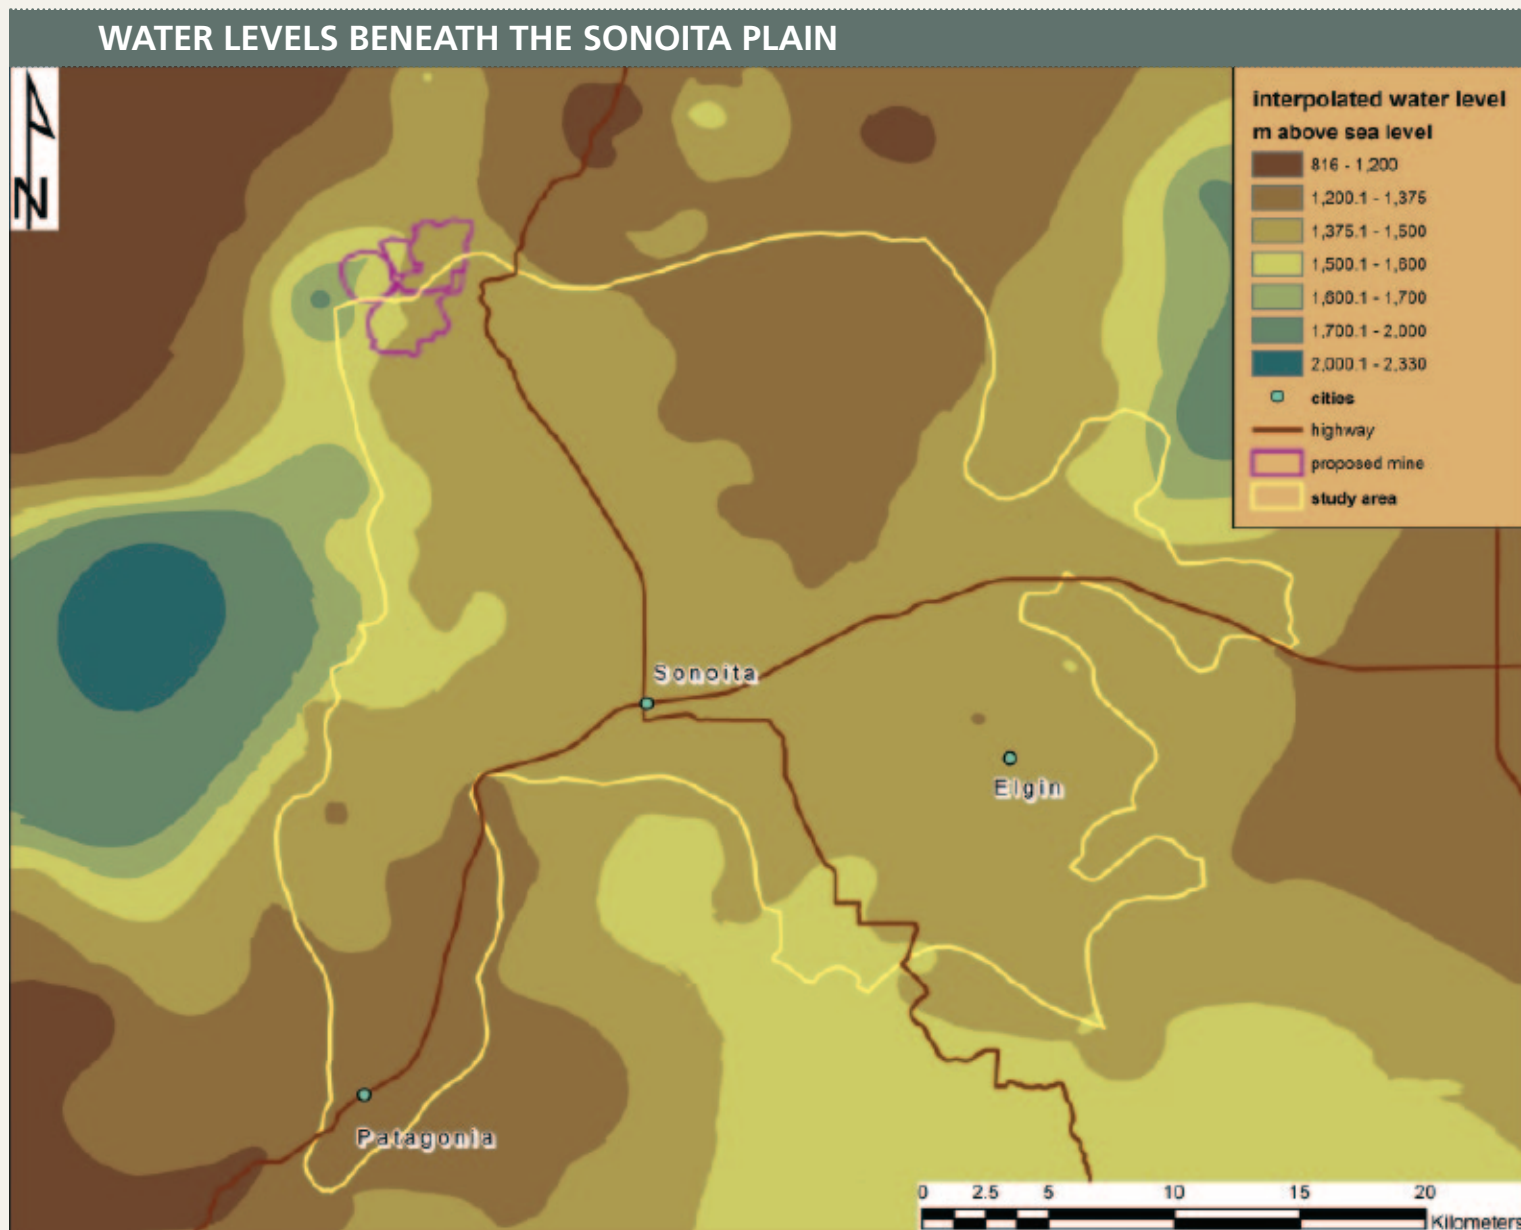 WATER LEVELS BENEATH THE SONOITA PLAIN
N
interpolated water level
m above sea level
816 - 1,200
1,200.1 - 1,375
1,375.1 - 1,500
1,500.1 - 1,600
1,600.1 - 1,700
1,700.1 - 2,000
2,000.1 - 2,330
cities
highway
proposed mine
study area
Sonoita
Elgin
Patagonia
0 2.5 5 10 15 20
Kilometers